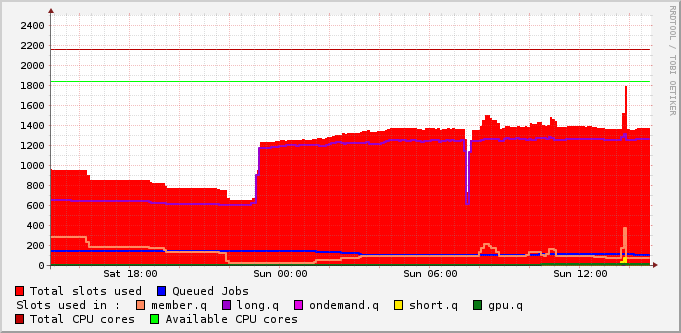 2400
2200
2000
1800
1600
1400
1200
1000
800
600
400
200
0
Sat 18:00 Sun 00:00 Sun 06:00 Sun 12:00
RRDTOOL / TOBI OETIKER
Total slots used Queued Jobs
Slots used in : member.q long.q ondemand.q short.q gpu.q
Total CPU cores Available CPU cores